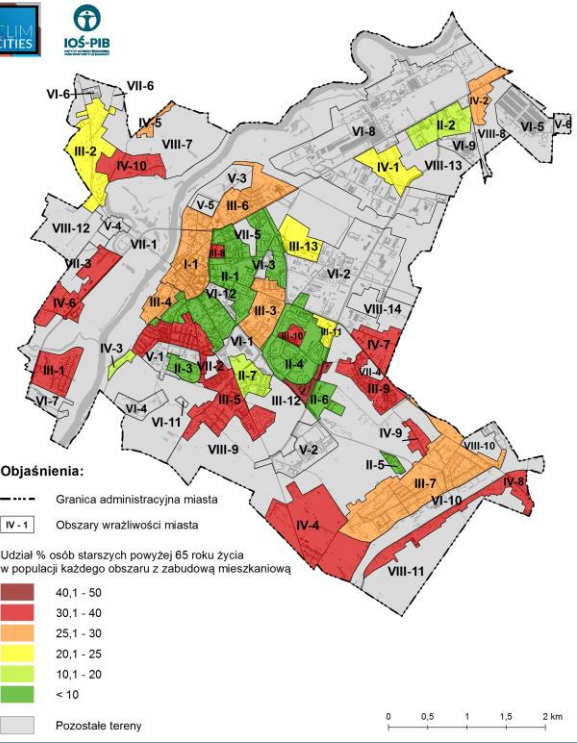 CLIM
CITIES
IOŚ-PIB
VI-6
VII-6
IV-5
VIII-7
III-2
IV-10
VI-8
IV-2
II-2
VIII-8
VI-5
V-6
VI-9
IV-1
VIII-13
V-3
V-5
III-6
VIII-12
V-4
VII-1
VII-5
III-13
III-8
VII-3
I-1
II-1
VI-3
VI-2
VI-12
IV-6
III-4
III-3
VIII-14
III-11
III-10
IV-3
VI-1
IV-7
V-1
II-3
VII-2
II-4
VII-4
III-1
II-7
III-9
VI-7
VI-4
III-5
III-12
II-6
VI-11
IV-9
VIII-9
V-2
VIII-10
II-5
III-7
VI-10
IV-8
IV-4
VIII-11
Objaśnienia:
Granica administracyjna miasta
IV - 1 Obszary wrażliwości miasta
Udział % osób starszych powyżej 65 roku życia
w populacji każdego obszaru z zabudową mieszkaniową
40,1 - 50
30,1 - 40
25,1 - 30
20,1 - 25
10,1 - 20
< 10
Pozostałe tereny
0 0,5 1 1,5 2 km